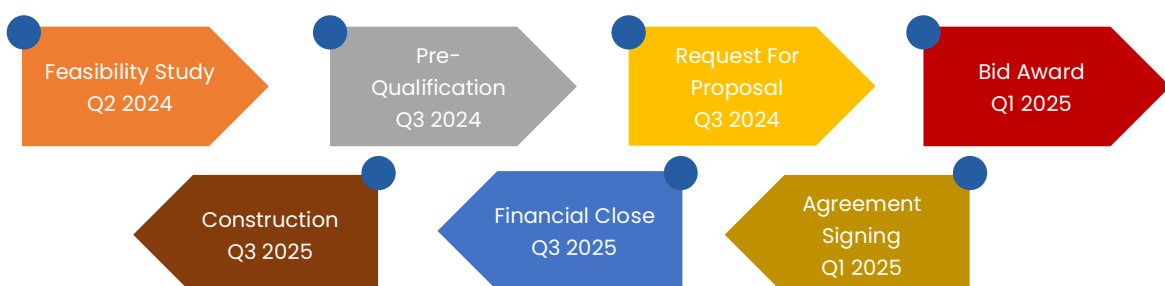 Feasibility Study
Q2 2024
Pre-
Qualification
Q3 2024
Request For
Proposal
Q3 2024
Bid Award
Q1 2025
Agreement
Signing
Q1 2025
Financial Close
Q3 2025
Construction
Q3 2025